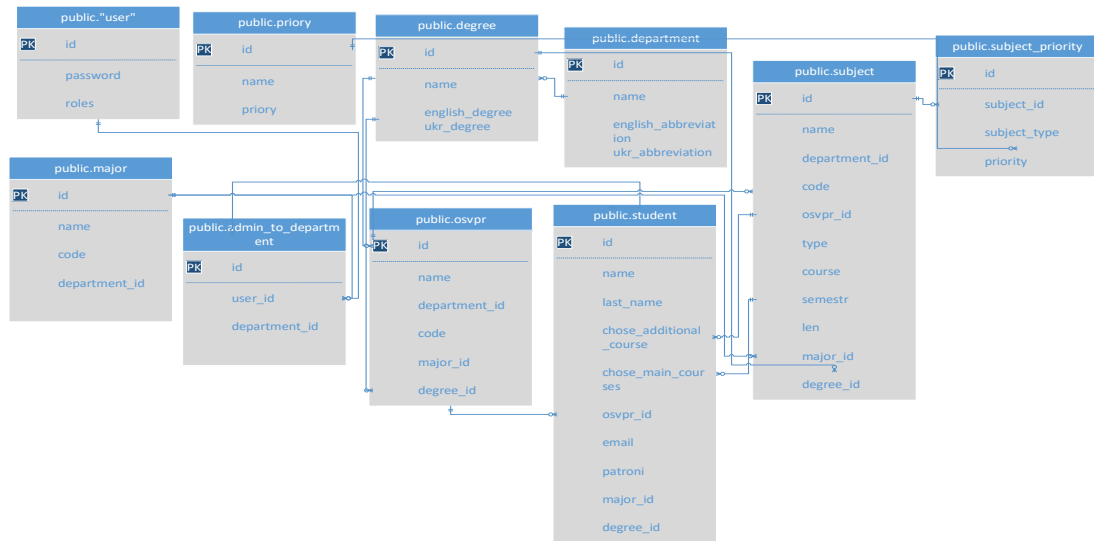 public."user"
PK id
password
roles
public.priory
PK id
name
priory
public.degree
PK id
name
english_degree
ukr_degree
public.department
PK id
name
english_abbreviat
ion
ukr_abbreviation
public.subject
PK id
name
department_id
code
osvpr_id
type
course
semestr
len
major_id
degree_id
public.subject_priority
PK id
subject_id
subject_type
priority
public.major
PK id
name
code
department_id
public.admin_to_departm
ent
PK id
user_id
department_id
public.osvpr
PK id
name
department_id
code
major_id
degree_id
public.student
PK id
name
last_name
chose_additional
_course
chose_main_cour
ses
osvpr_id
email
patroni
major_id
degree_id